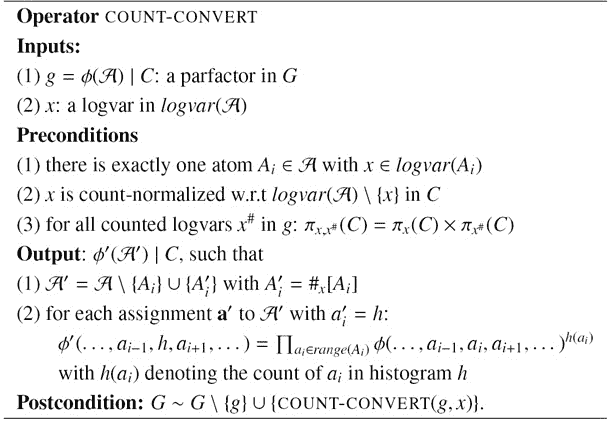 Operator COUNT-CONVERT
Inputs:
(1) g = ϕ(𝒜) | C: a parfactor in G
(2) x: a logvar in logvar(𝒜)
Preconditions
(1) there is exactly one atom Aᵢ ∈ 𝒜 with x ∈ logvar(Aᵢ)
(2) x is count-normalized w.r.t logvar(𝒜) \ {x} in C
(3) for all counted logvars x^# in g: π_{x,x^#}(C) = π_x(C) × π_{x^#}(C)
Output: ϕ′(𝒜′) | C, such that
(1) 𝒜′ = 𝒜 \ {Aᵢ} ∪ {A′ᵢ} with A′ᵢ = #ₓ[Aᵢ]
(2) for each assignment a′ to 𝒜′ with a′ᵢ = h:
ϕ′(. . . , aᵢ₋₁, h, aᵢ₊₁, . . . ) = ∏_{aᵢ∈range(Aᵢ)} ϕ(. . . , aᵢ₋₁, aᵢ, aᵢ₊₁, . . . )^{h(aᵢ)}
with h(aᵢ) denoting the count of aᵢ in histogram h
Postcondition: G ∼ G \ {g} ∪ {COUNT-CONVERT(g, x)}.